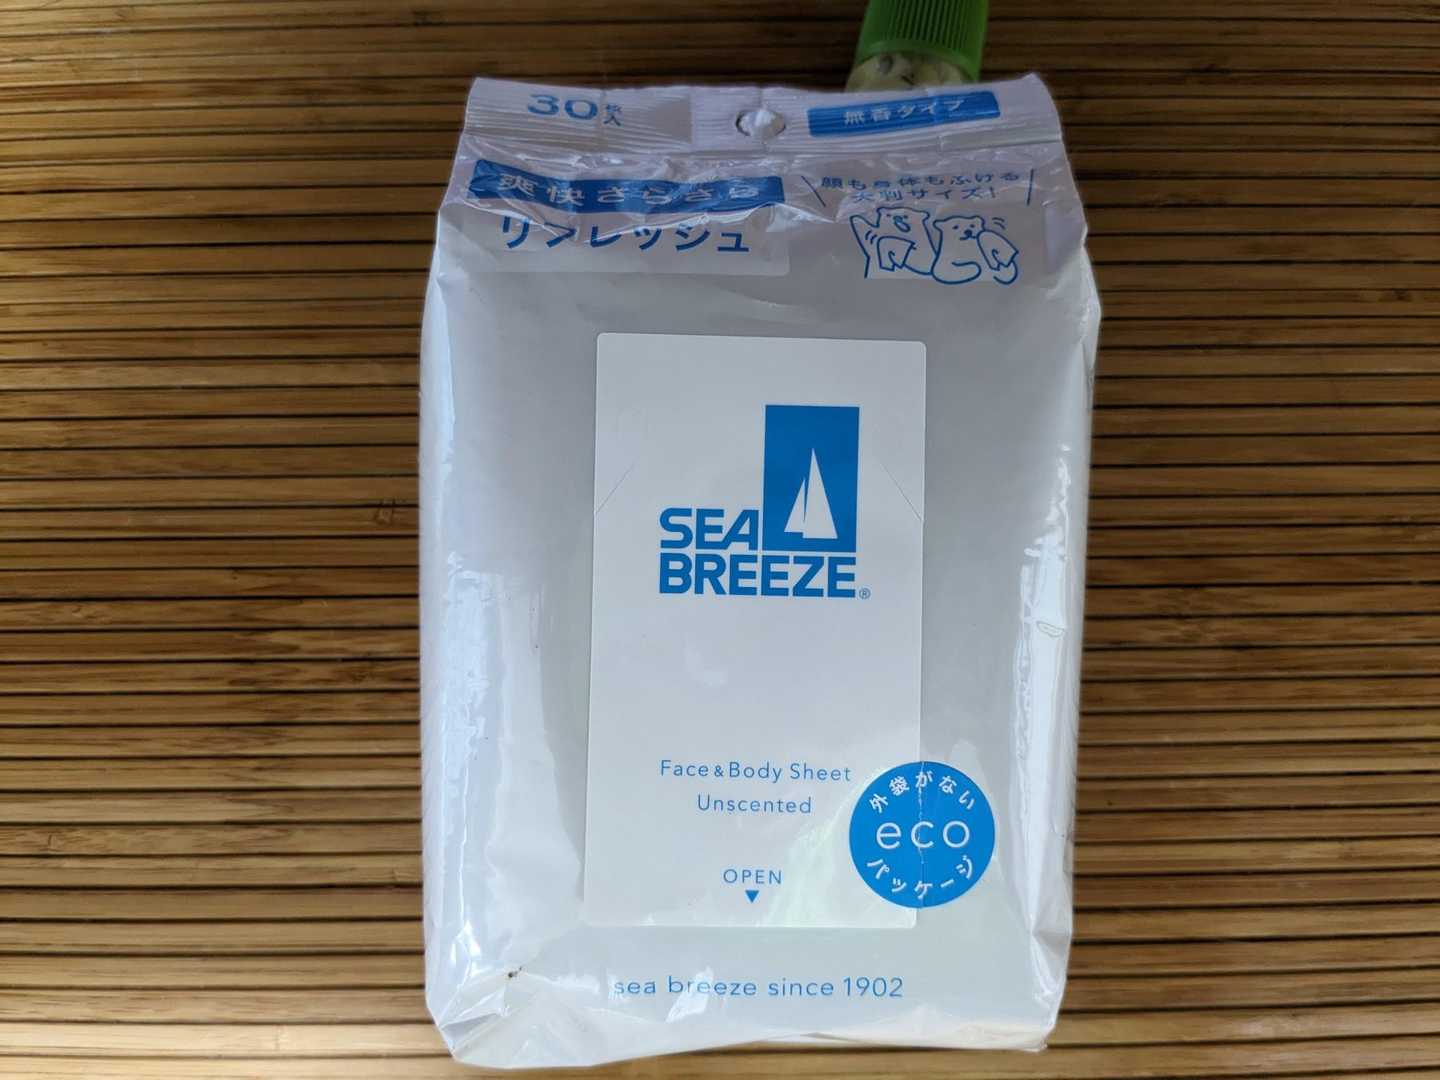 30枚入
無香タイプ
爽快さらさら
リフレッシュ
顔も身体もふける
大判サイズ！
SEA
BREEZE®
Face & Body Sheet
Unscented
OPEN
外袋がない
eco
パッケージ
sea breeze since 1902